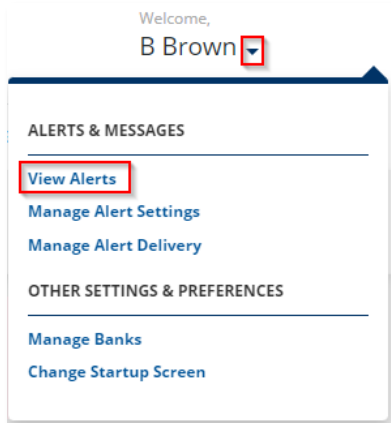 Welcome,
B Brown
ALERTS & MESSAGES
View Alerts
Manage Alert Settings
Manage Alert Delivery
OTHER SETTINGS & PREFERENCES
Manage Banks
Change Startup Screen